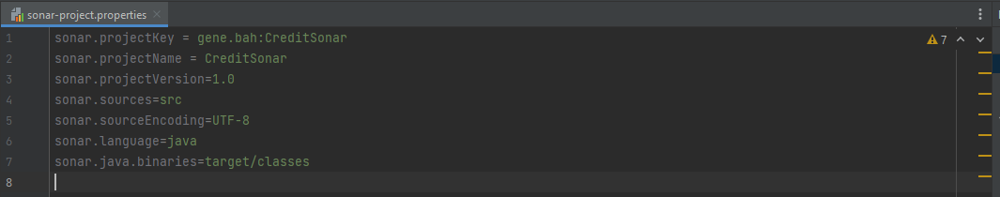 sonar-project.properties
7
1 sonar.projectKey = gene.bah:CreditSonar
2 sonar.projectName = CreditSonar
3 sonar.projectVersion=1.0
4 sonar.sources=src
5 sonar.sourceEncoding=UTF-8
6 sonar.language=java
7 sonar.java.binaries=target/classes
8